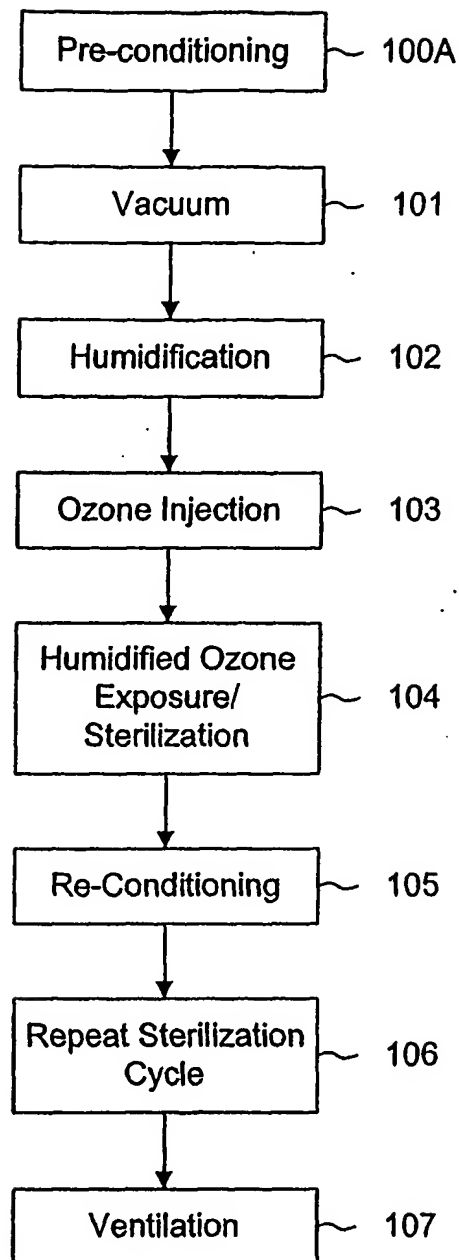 Pre-conditioning 100A
Vacuum 101
Humidification 102
Ozone Injection 103
Humidified Ozone
Exposure/ 104
Sterilization
Re-Conditioning 105
Repeat Sterilization
Cycle 106
Ventilation 107